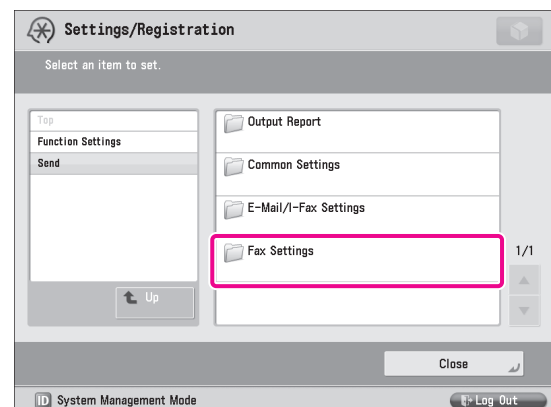 Settings/Registration
Select an item to set.
Top
Function Settings
Send
Up
Output Report
Common Settings
E-Mail/I-Fax Settings
Fax Settings
1/1
Close
ID System Management Mode
Log Out